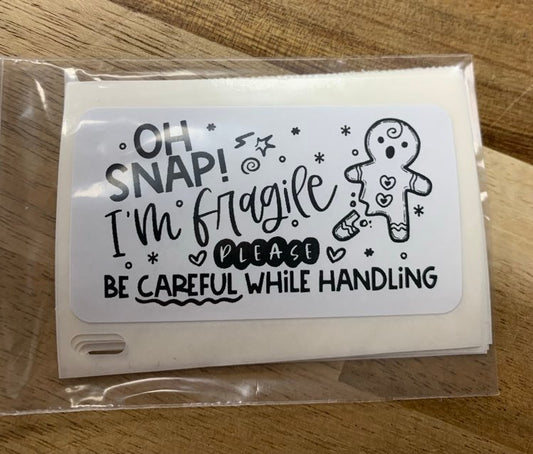 OH
SNAP!
I'M fragile
PLEASE
BE CAREFUL WHiLE HANDLiNG